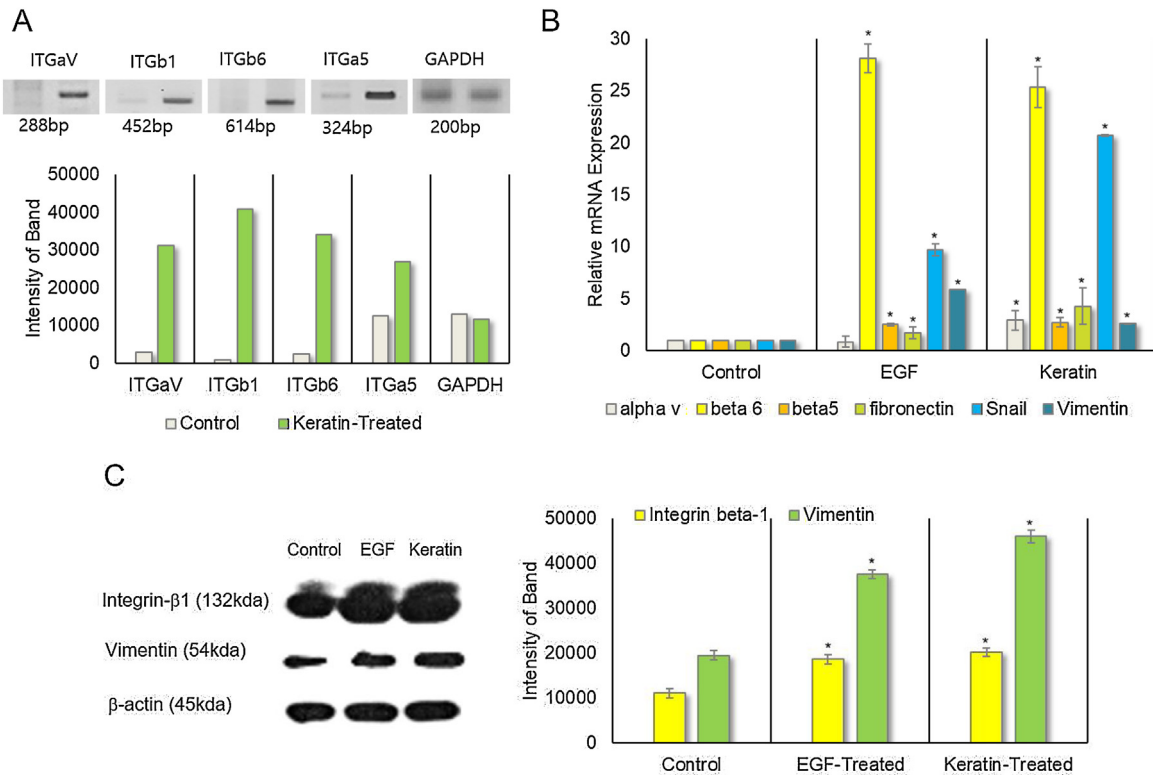 A
ITGaV ITGb1 ITGb6 ITGa5 GAPDH
288bp 452bp 614bp 324bp 200bp
Intensity of Band
50000
40000
30000
20000
10000
0
ITGaV ITGb1 ITGb6 ITGa5 GAPDH
Control Keratin-Treated
B
Relative mRNA Expression
30
25
20
15
10
5
0
* * * * *
* * * * * *
Control EGF Keratin
alpha v beta 6 beta5 fibronectin Snail Vimentin
C
Control EGF Keratin
Integrin-β1 (132kda)
Vimentin (54kda)
β-actin (45kda)
Intensity of Band
50000
40000
30000
20000
10000
0
Integrin beta-1 Vimentin
* * * *
Control EGF-Treated Keratin-Treated